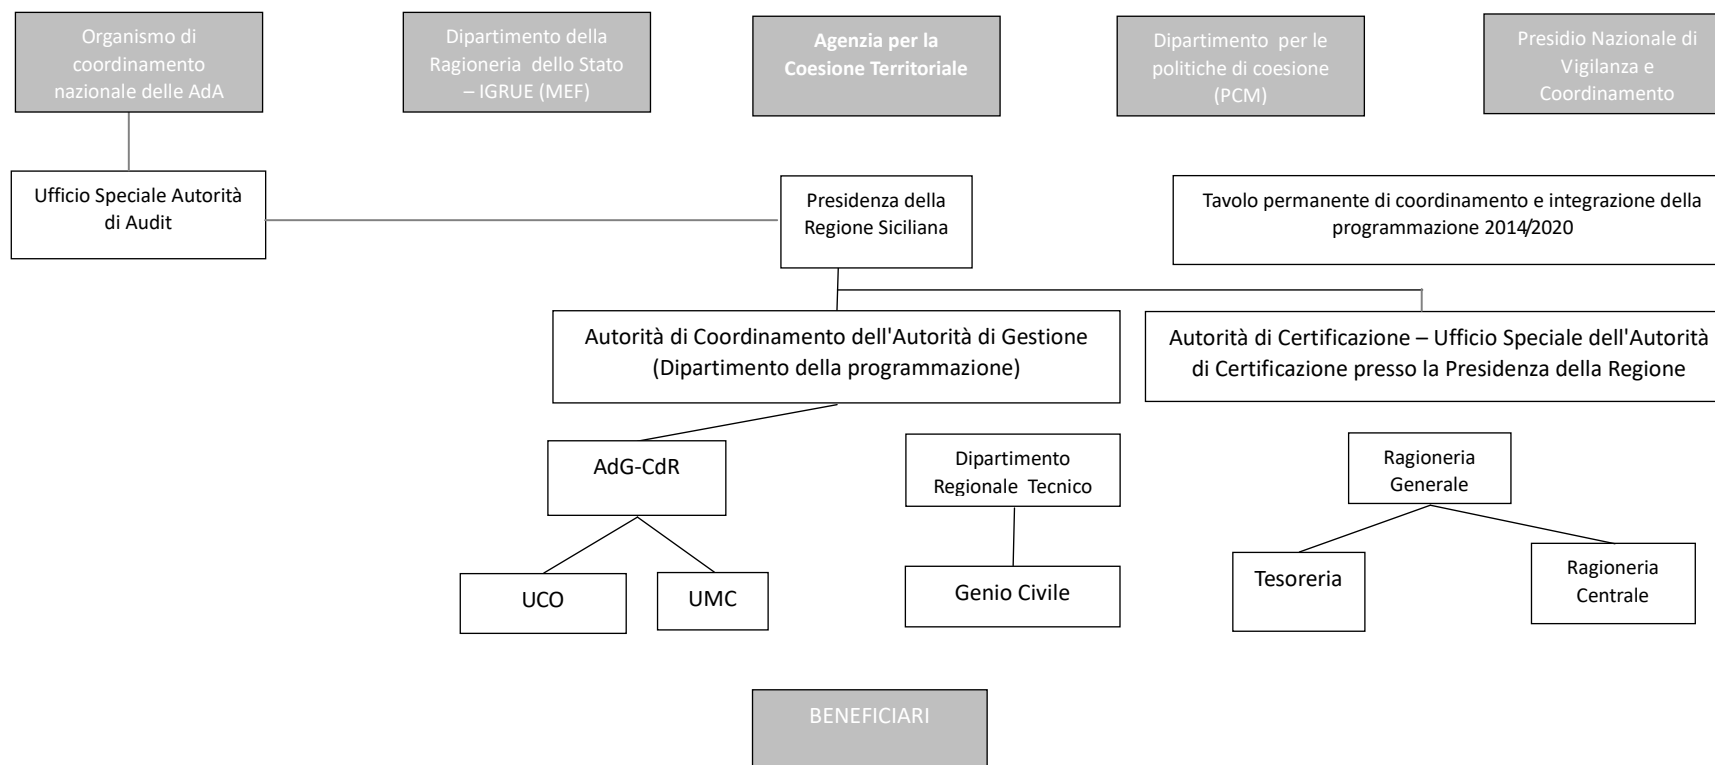 Organismo di
coordinamento
nazionale delle AdA
Dipartimento della
Ragioneria dello Stato
– IGRUE (MEF)
Agenzia per la
Coesione Territoriale
Dipartimento per le
politiche di coesione
(PCM)
Presidio Nazionale di
Vigilanza e
Coordinamento
Ufficio Speciale Autorità
di Audit
Presidenza della
Regione Siciliana
Tavolo permanente di coordinamento e integrazione della
programmazione 2014/2020
Autorità di Coordinamento dell'Autorità di Gestione
(Dipartimento della programmazione)
Autorità di Certificazione – Ufficio Speciale dell'Autorità
di Certificazione presso la Presidenza della Regione
AdG-CdR
Dipartimento
Regionale Tecnico
Ragioneria
Generale
UCO
UMC
Genio Civile
Tesoreria
Ragioneria
Centrale
BENEFICIARI